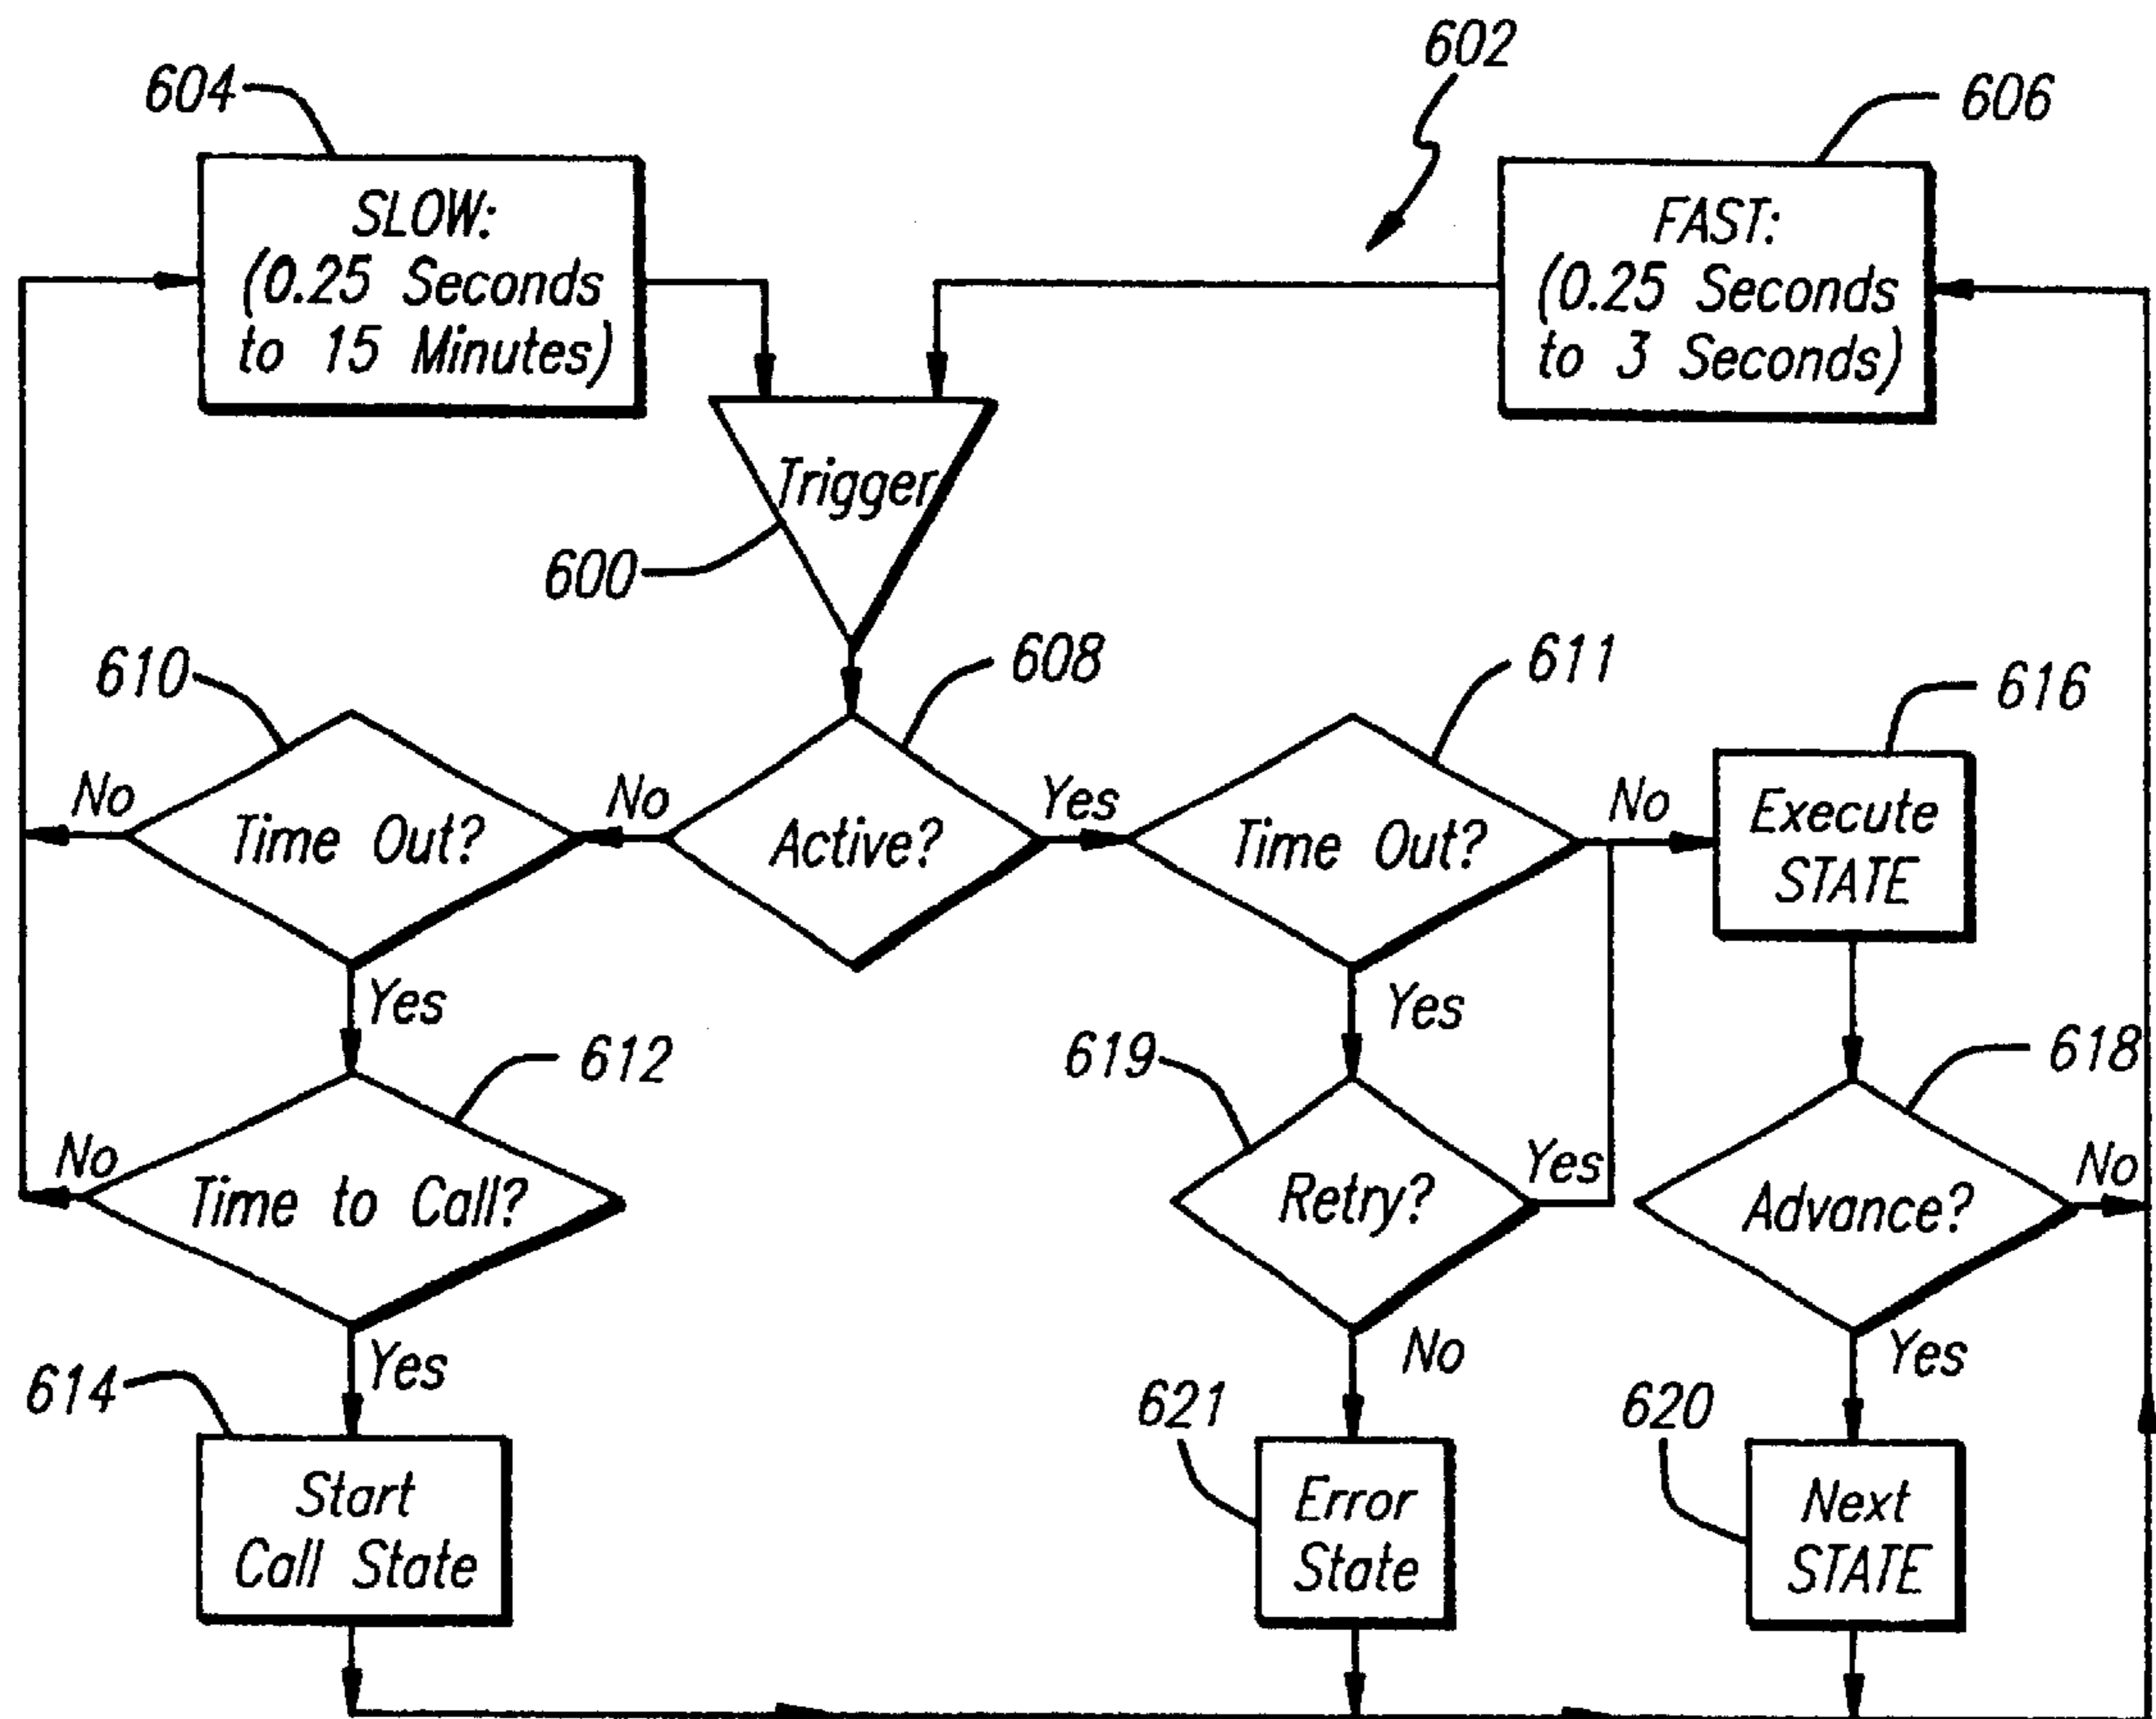 602
604
606
SLOW:
(0.25 Seconds
to 15 Minutes)
FAST:
(0.25 Seconds
to 3 Seconds)
Trigger
600
608
610
611
616
No
Time Out?
No
Active?
Yes
Time Out?
No
Execute
STATE
Yes
Yes
612
619
618
No
Time to Call?
Retry?
Yes
Advance?
No
Yes
No
Yes
614
621
620
Start
Call State
Error
State
Next
STATE